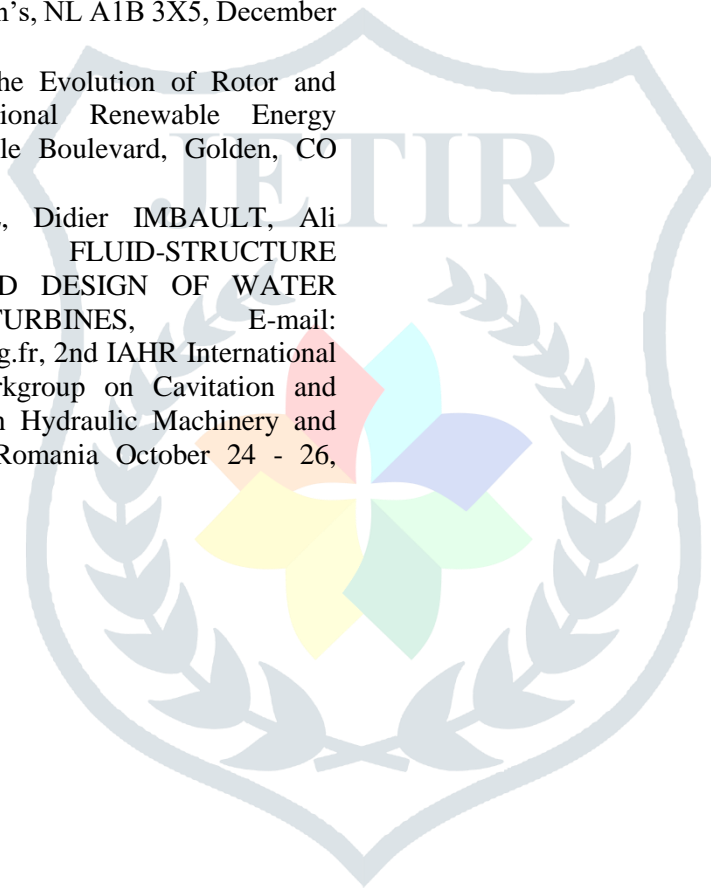 n's, NL A1B 3X5, December
he Evolution of Rotor and
ional Renewable Energy
le Boulevard, Golden, CO
JETIR
, Didier IMBAULT, Ali
FLUID-STRUCTURE
D DESIGN OF WATER
TURBINES, E-mail:
g.fr, 2nd IAHR International
rkgroup on Cavitation and
n Hydraulic Machinery and
Romania October 24 - 26,